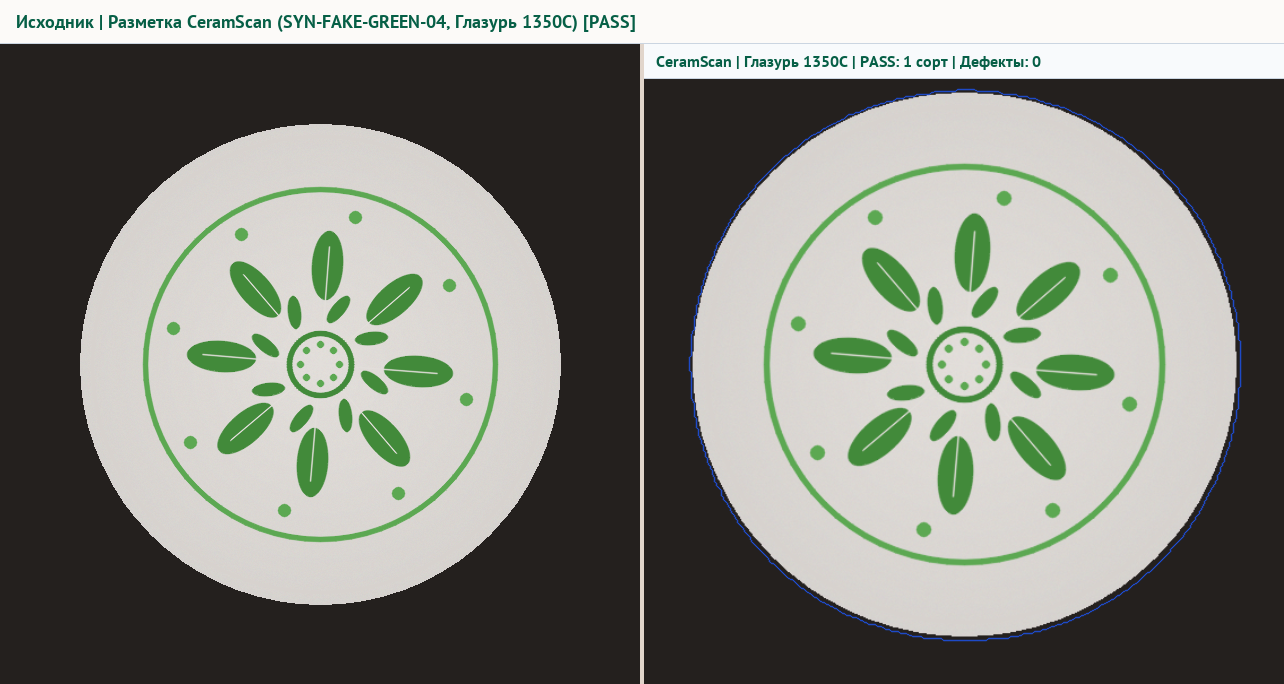 Исходник | Разметка CeramScan (SYN-FAKE-GREEN-04, Глазурь 1350C) [PASS]
CeramScan | Глазурь 1350C | PASS: 1 сорт | Дефекты: 0